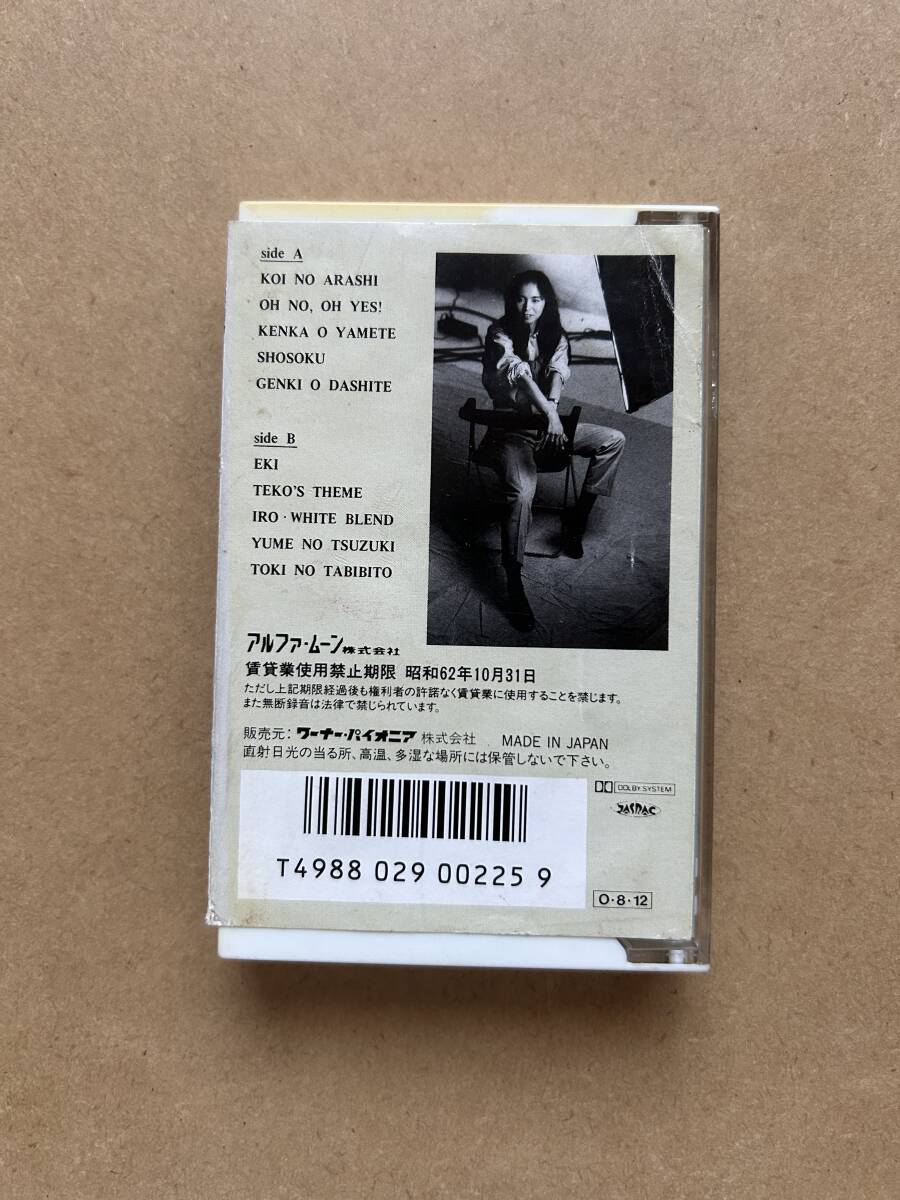 side A
KOI NO ARASHI
OH NO, OH YES!
KENKA O YAMETE
SHOSOKU
GENKI O DASHITE
side B
EKI
TEKO'S THEME
IRO · WHITE BLEND
YUME NO TSUZUKI
TOKI NO TABIBITO
アルファ・ムーン株式会社
賃貸業使用禁止期限 昭和62年10月31日
ただし上記期限経過後も権利者の許諾なく賃貸業に使用することを禁じます。
また無断録音は法律で禁じられています。
販売元: ワーナー・パイオニア 株式会社 . MADE IN JAPAN
直射日光の当る所、高温、多湿な場所には保管しないで下さい。
DOLBY SYSTEM
JASRAC
T4988 029 00225 9
O·8·12